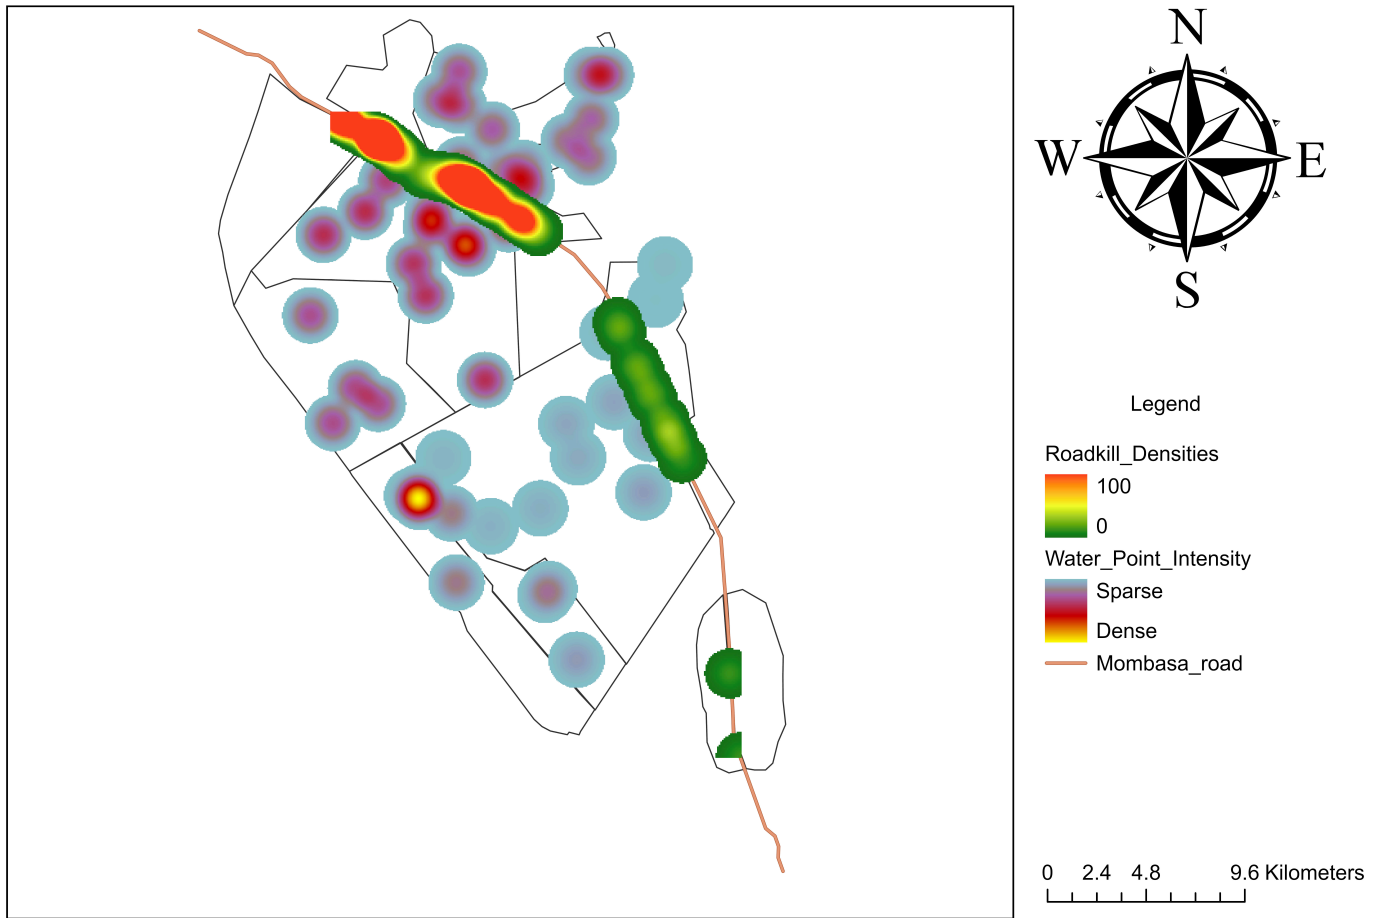 N
W
E
S
Legend
Roadkill_Densities
100
0
Water_Point_Intensity
Sparse
Dense
Mombasa_road
0 2.4 4.8 9.6 Kilometers